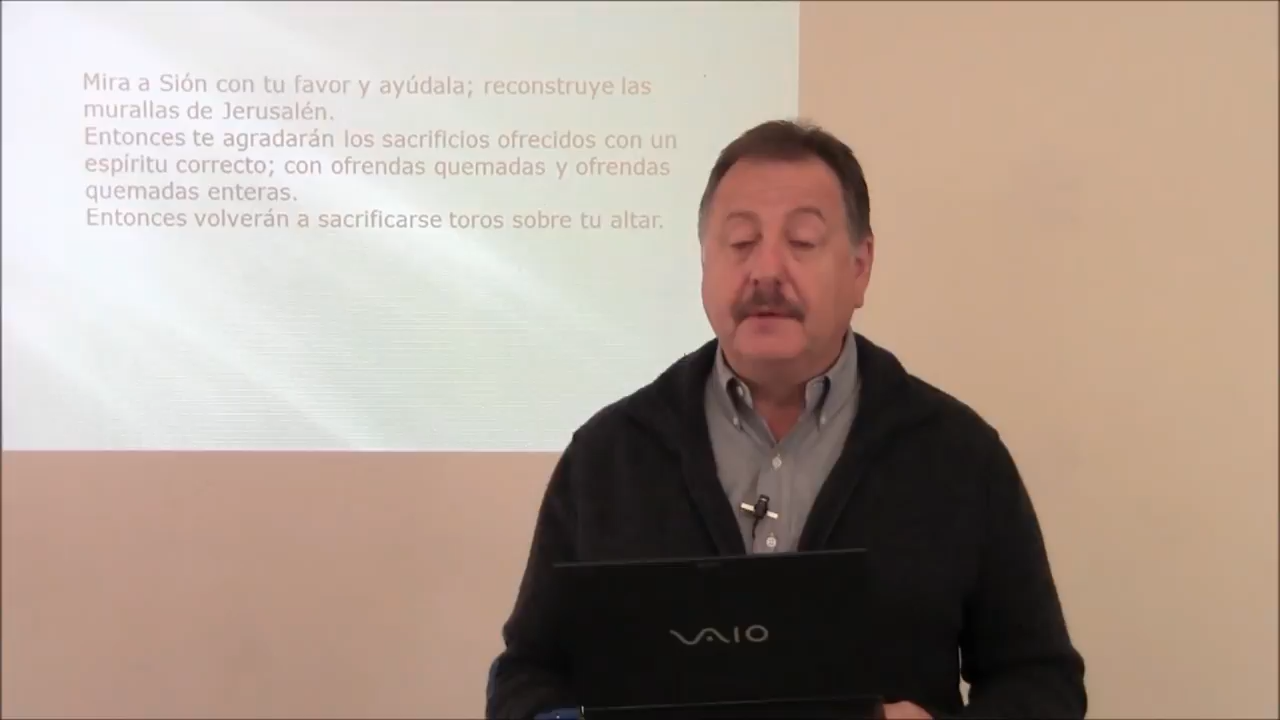 Mira a Sión con tu favor y ayúdala; reconstruye las
murallas de Jerusalén.
Entonces te agradarán los sacrificios ofrecidos con un
espíritu correcto; con ofrendas quemadas y ofrendas
quemadas enteras.
Entonces volverán a sacrificarse toros sobre tu altar.
VAIO